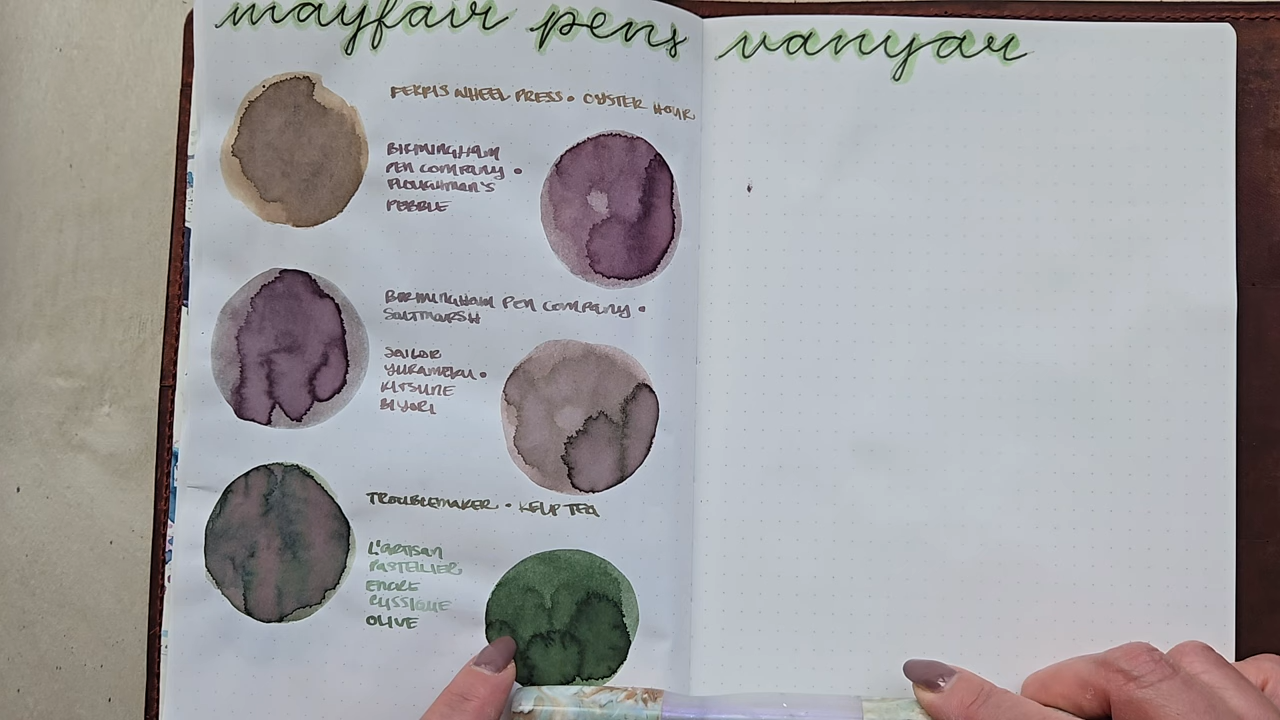 mayfair pens
vanyar
FERRIS WHEEL PRESS • OYSTER HOUR
BIRMINGHAM
PEN COMPANY •
PLOUGHMAN'S
PEBBLE
BIRMINGHAM PEN COMPANY •
SALTMARSH
SAILOR
YURAMEKU •
KITSUNE
BIYORI
TROUBLEMAKER • KELP TEA
L'ARTISAN
PASTELLIER
ENCRE
CLASSIQUE
OLIVE